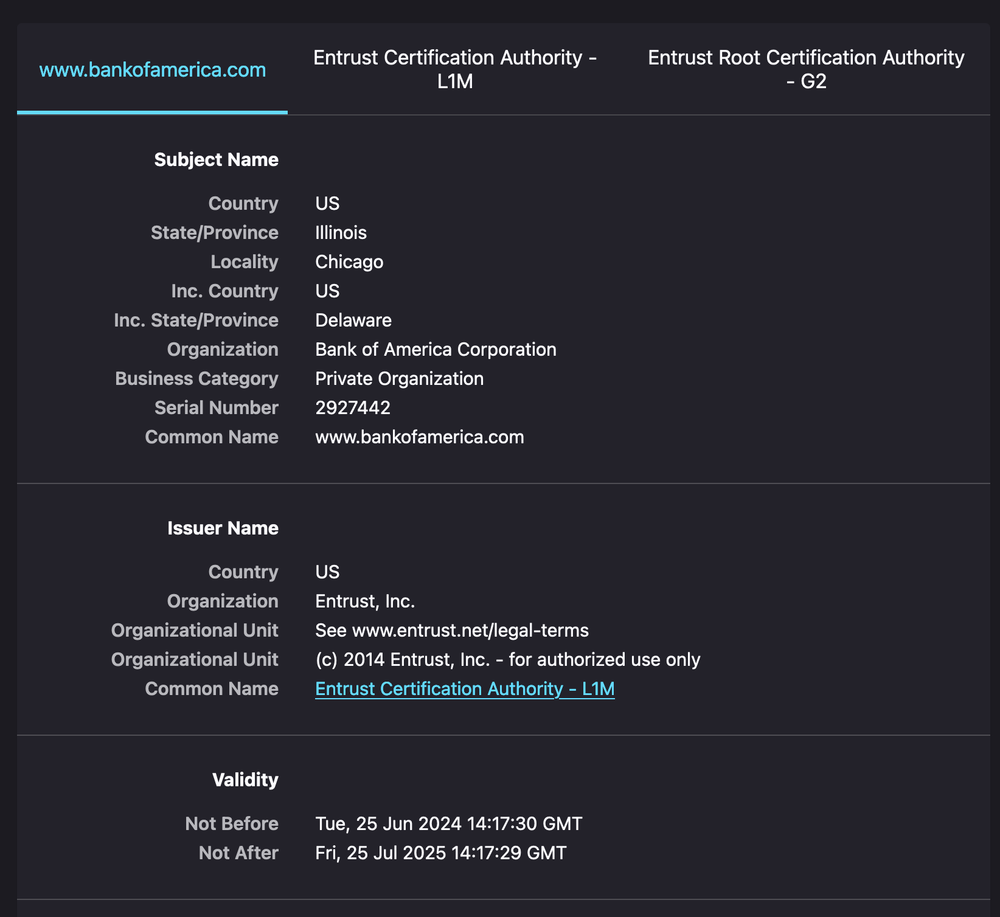 www.bankofamerica.com
Entrust Certification Authority -
L1M
Entrust Root Certification Authority
- G2
Subject Name
Country US
State/Province Illinois
Locality Chicago
Inc. Country US
Inc. State/Province Delaware
Organization Bank of America Corporation
Business Category Private Organization
Serial Number 2927442
Common Name www.bankofamerica.com
Issuer Name
Country US
Organization Entrust, Inc.
Organizational Unit See www.entrust.net/legal-terms
Organizational Unit (c) 2014 Entrust, Inc. - for authorized use only
Common Name Entrust Certification Authority - L1M
Validity
Not Before Tue, 25 Jun 2024 14:17:30 GMT
Not After Fri, 25 Jul 2025 14:17:29 GMT